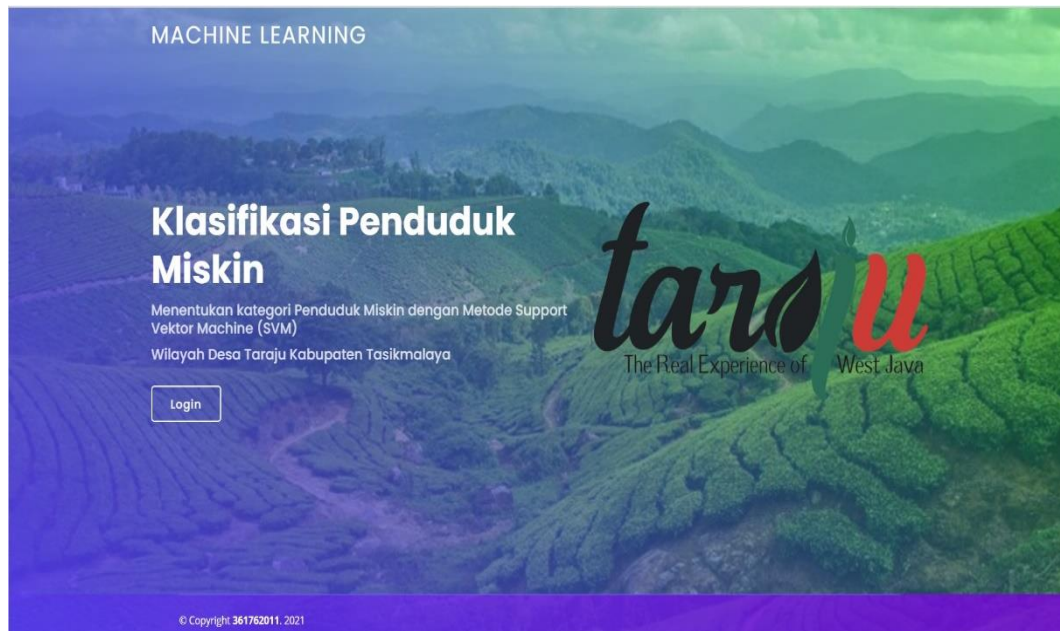 MACHINE LEARNING
Klasifikasi Penduduk
Miskin
Menentukan kategori Penduduk Miskin dengan Metode Support
Vektor Machine (SVM)
Wilayah Desa Taraju Kabupaten Tasikmalaya
Login
taraju
The Real Experience of West Java
© Copyright 361762011. 2021